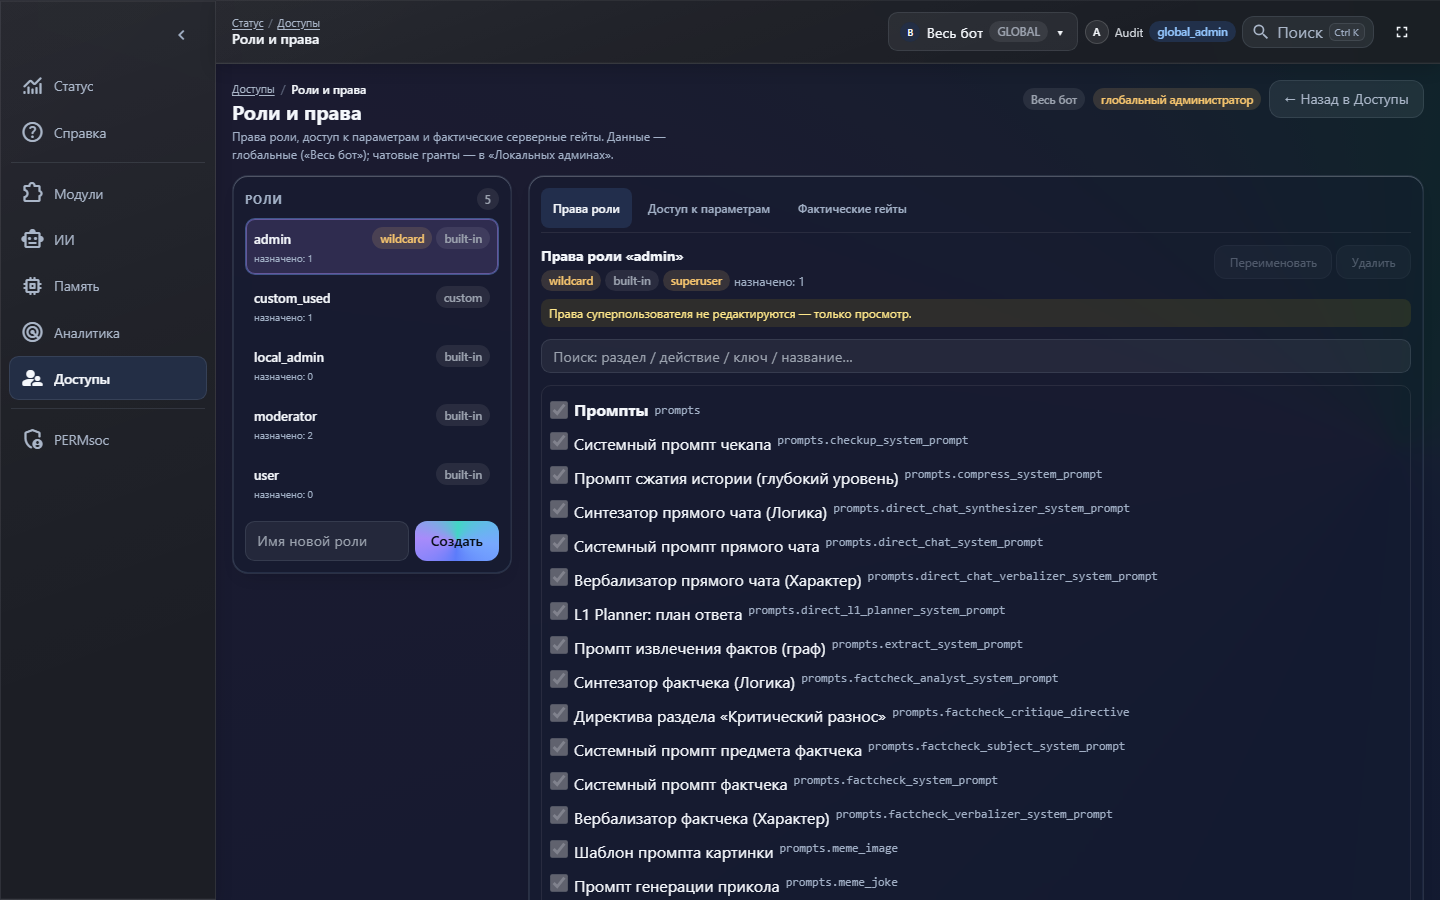 Статус / Доступы
Роли и права
B Весь бот GLOBAL ▾
A Audit global_admin
Поиск Ctrl K
Статус
Справка
Модули
ИИ
Память
Аналитика
Доступы
PERMsoc
Доступы / Роли и права
Роли и права
Права роли, доступ к параметрам и фактические серверные гейты. Данные —
глобальные («Весь бот»); чатовые гранты — в «Локальных админах».
Весь бот глобальный администратор ← Назад в Доступы
РОЛИ 5
admin wildcard built-in
назначено: 1
custom_used custom
назначено: 1
local_admin built-in
назначено: 0
moderator built-in
назначено: 2
user built-in
назначено: 0
Имя новой роли Создать
Права роли Доступ к параметрам Фактические гейты
Права роли «admin»
wildcard built-in superuser назначено: 1
Переименовать Удалить
Права суперпользователя не редактируются — только просмотр.
Поиск: раздел / действие / ключ / название...
Промпты prompts
Системный промпт чекапа prompts.checkup_system_prompt
Промпт сжатия истории (глубокий уровень) prompts.compress_system_prompt
Синтезатор прямого чата (Логика) prompts.direct_chat_synthesizer_system_prompt
Системный промпт прямого чата prompts.direct_chat_system_prompt
Вербализатор прямого чата (Характер) prompts.direct_chat_verbalizer_system_prompt
L1 Planner: план ответа prompts.direct_l1_planner_system_prompt
Промпт извлечения фактов (граф) prompts.extract_system_prompt
Синтезатор фактчека (Логика) prompts.factcheck_analyst_system_prompt
Директива раздела «Критический разнос» prompts.factcheck_critique_directive
Системный промпт предмета фактчека prompts.factcheck_subject_system_prompt
Системный промпт фактчека prompts.factcheck_system_prompt
Вербализатор фактчека (Характер) prompts.factcheck_verbalizer_system_prompt
Шаблон промпта картинки prompts.meme_image
Промпт генерации прикола prompts.meme_joke